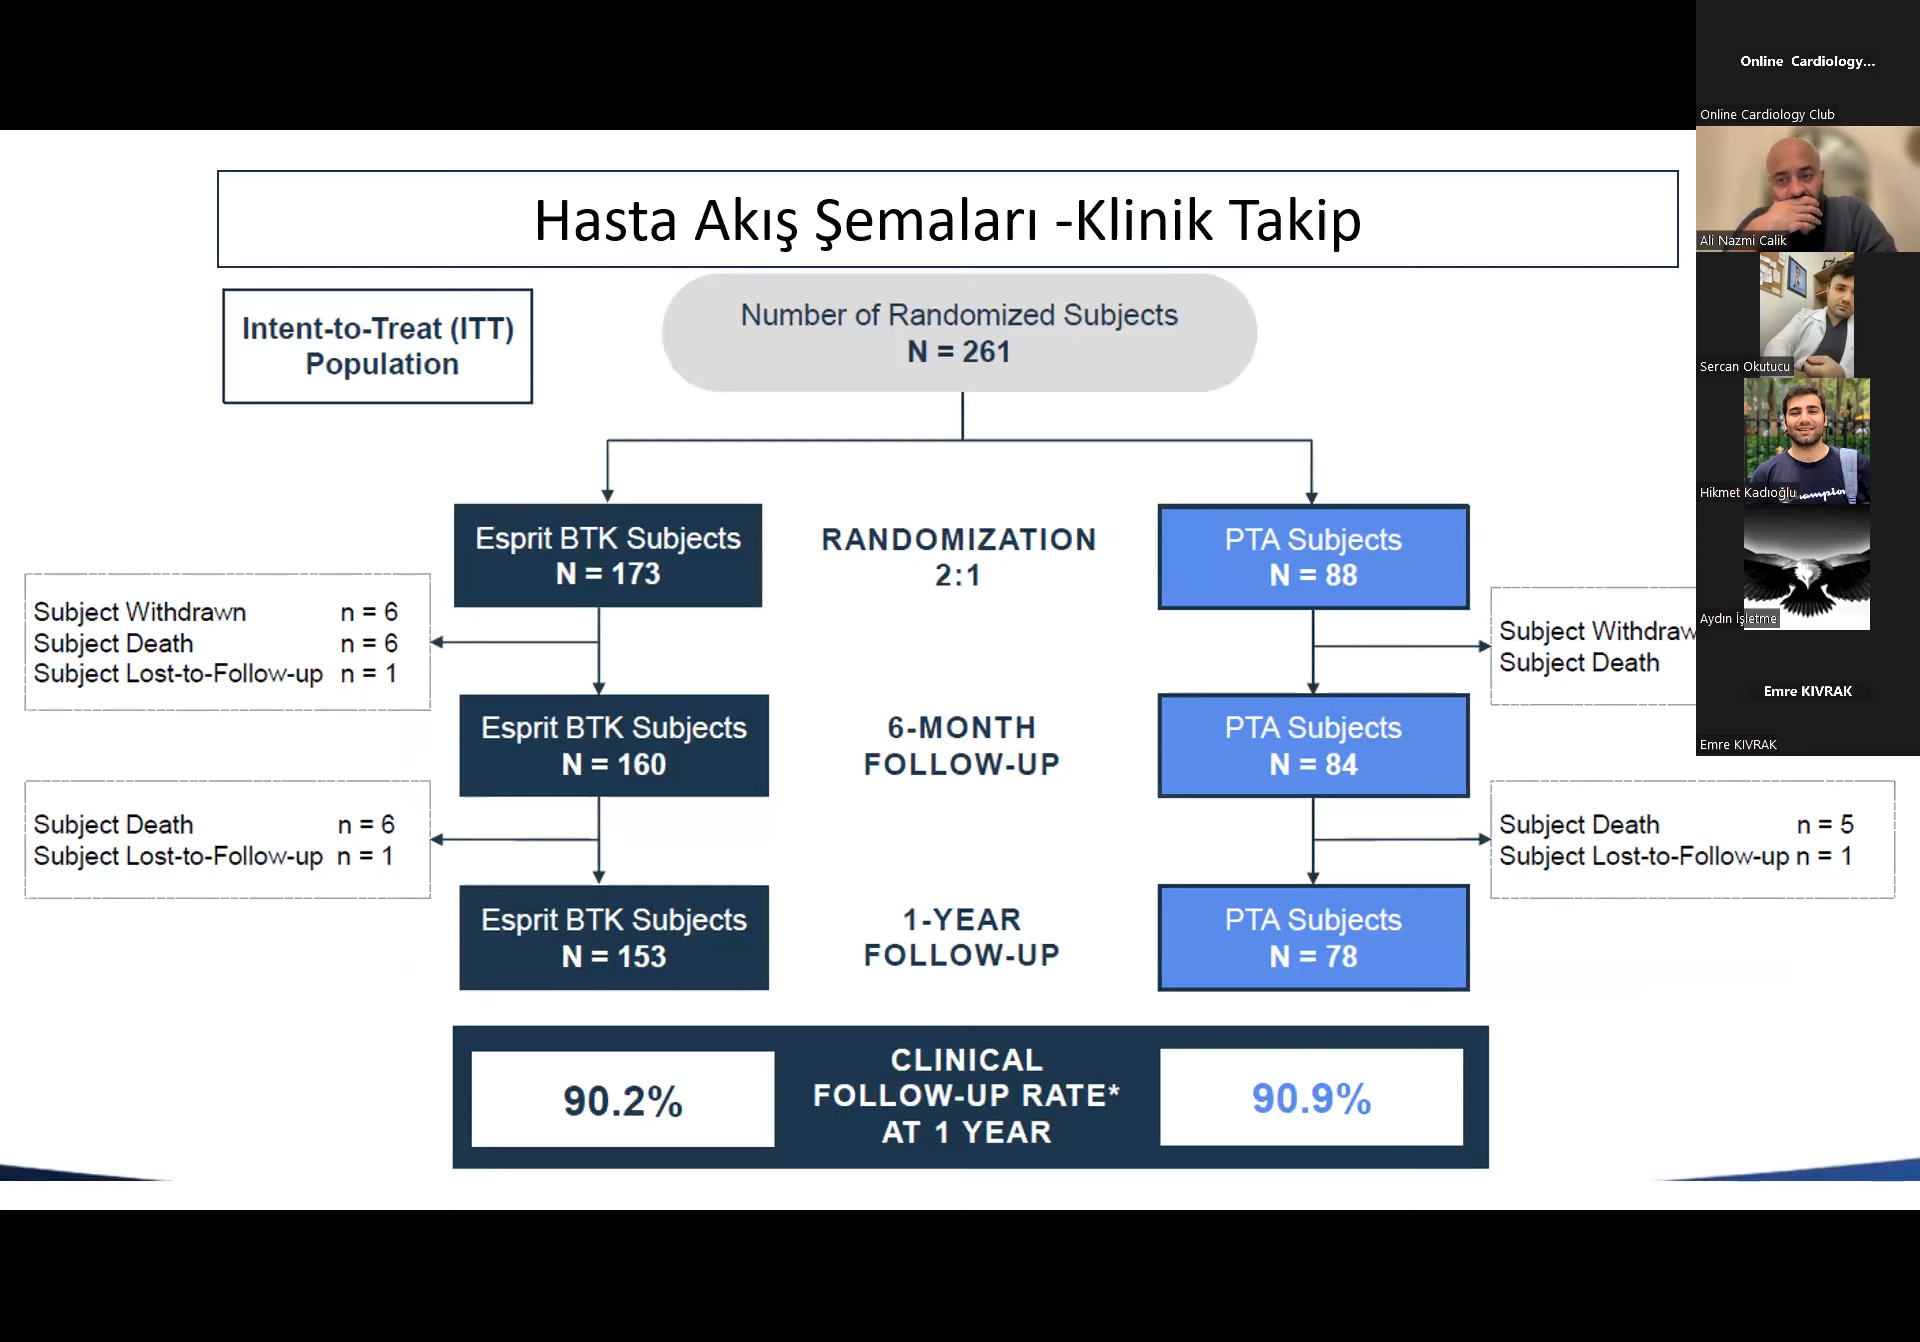 Online Cardiology...
Online Cardiology Club
Hasta Akış Şemaları -Klinik Takip
Ali Nazmi Calik
Intent-to-Treat (ITT)
Population
Number of Randomized Subjects
N = 261
Sercan Okutucu
Hikmet Kadıoğlu
Esprit BTK Subjects
N = 173
RANDOMIZATION
2:1
PTA Subjects
N = 88
Subject Withdrawn n = 6
Subject Death n = 6
Subject Lost-to-Follow-up n = 1
Aydın İşletme
Subject Withdraw
Subject Death
Emre KIVRAK
Emre KIVRAK
Esprit BTK Subjects
N = 160
6-MONTH
FOLLOW-UP
PTA Subjects
N = 84
Subject Death n = 6
Subject Lost-to-Follow-up n = 1
Subject Death n = 5
Subject Lost-to-Follow-up n = 1
Esprit BTK Subjects
N = 153
1-YEAR
FOLLOW-UP
PTA Subjects
N = 78
90.2%
CLINICAL
FOLLOW-UP RATE*
AT 1 YEAR
90.9%